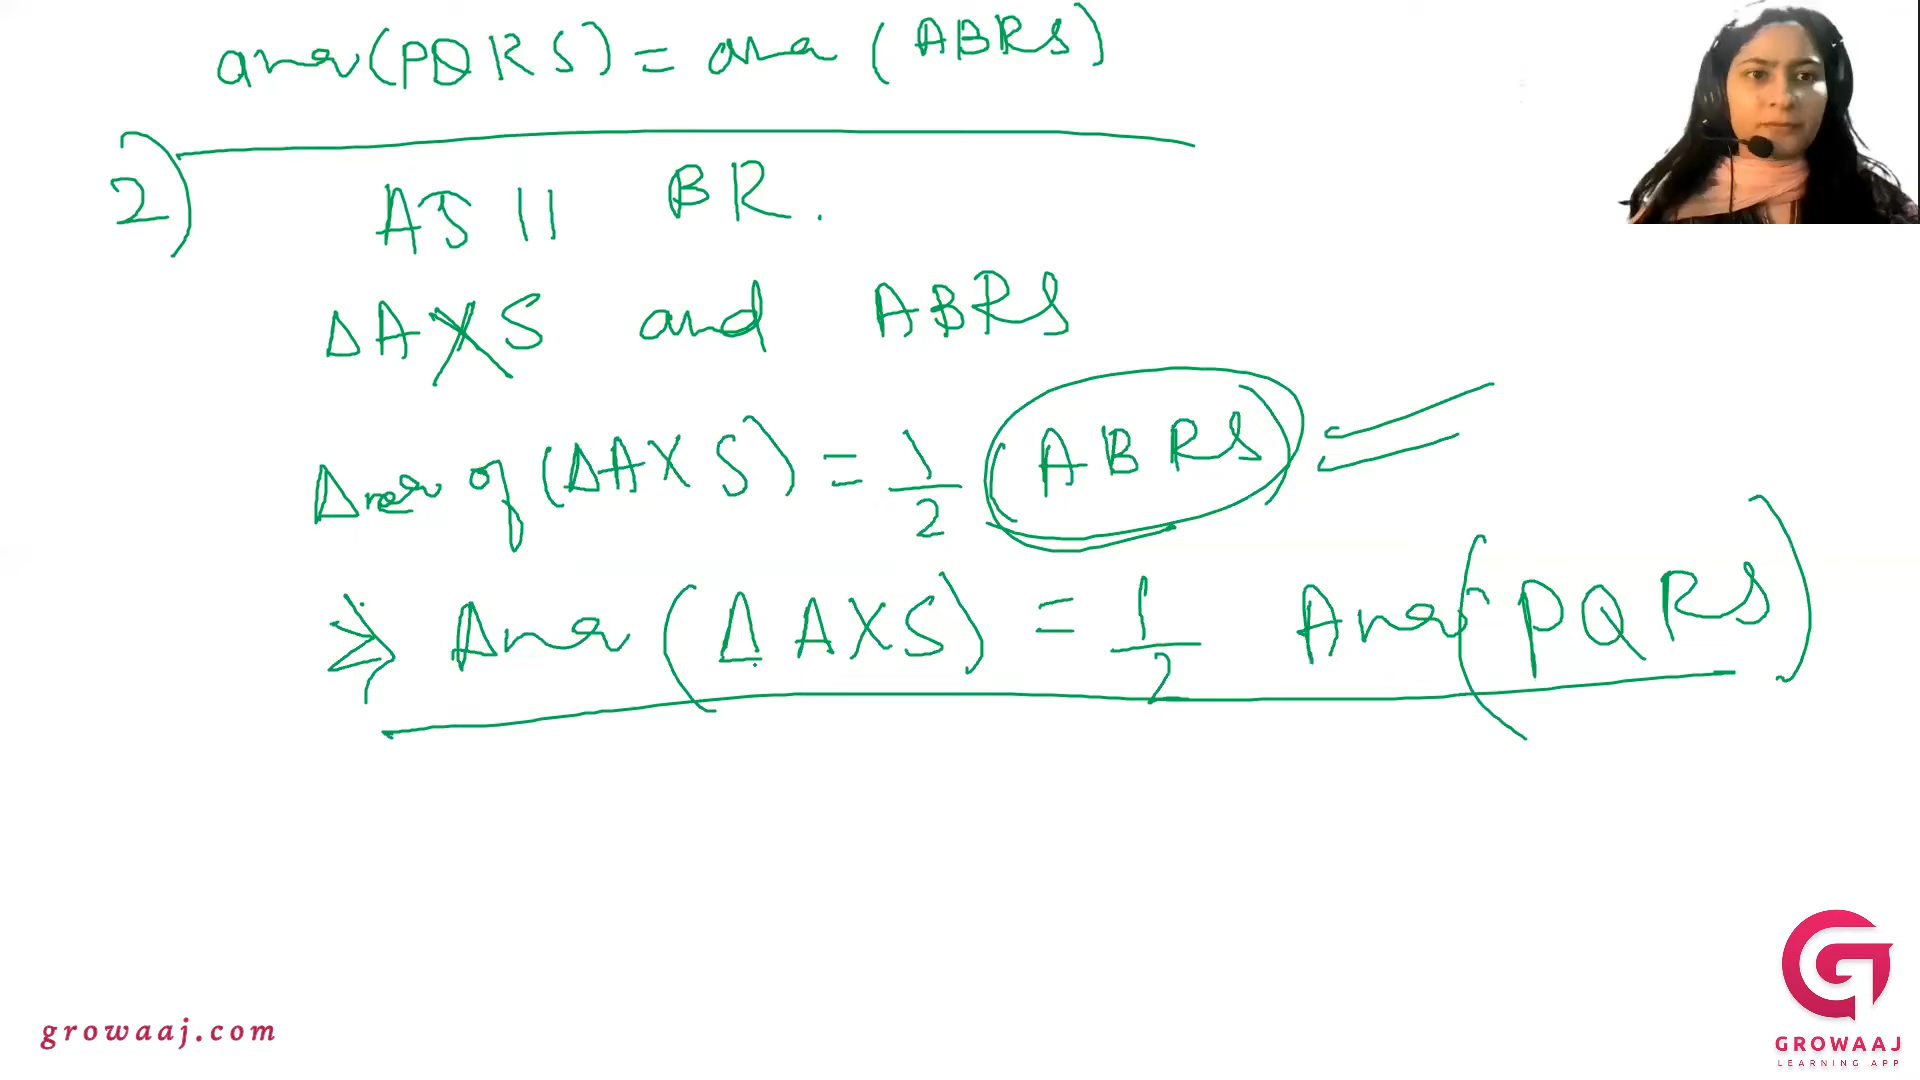 area(PQRS) = area (ABRS)
2) AS || BR.
ΔAXS and ABRS
Area of (ΔAXS) = 1/2 (ABRS)
⇒ Area (ΔAXS) = 1/2 Area (PQRS)
growaaj.com
GROWAAJ
LEARNING APP